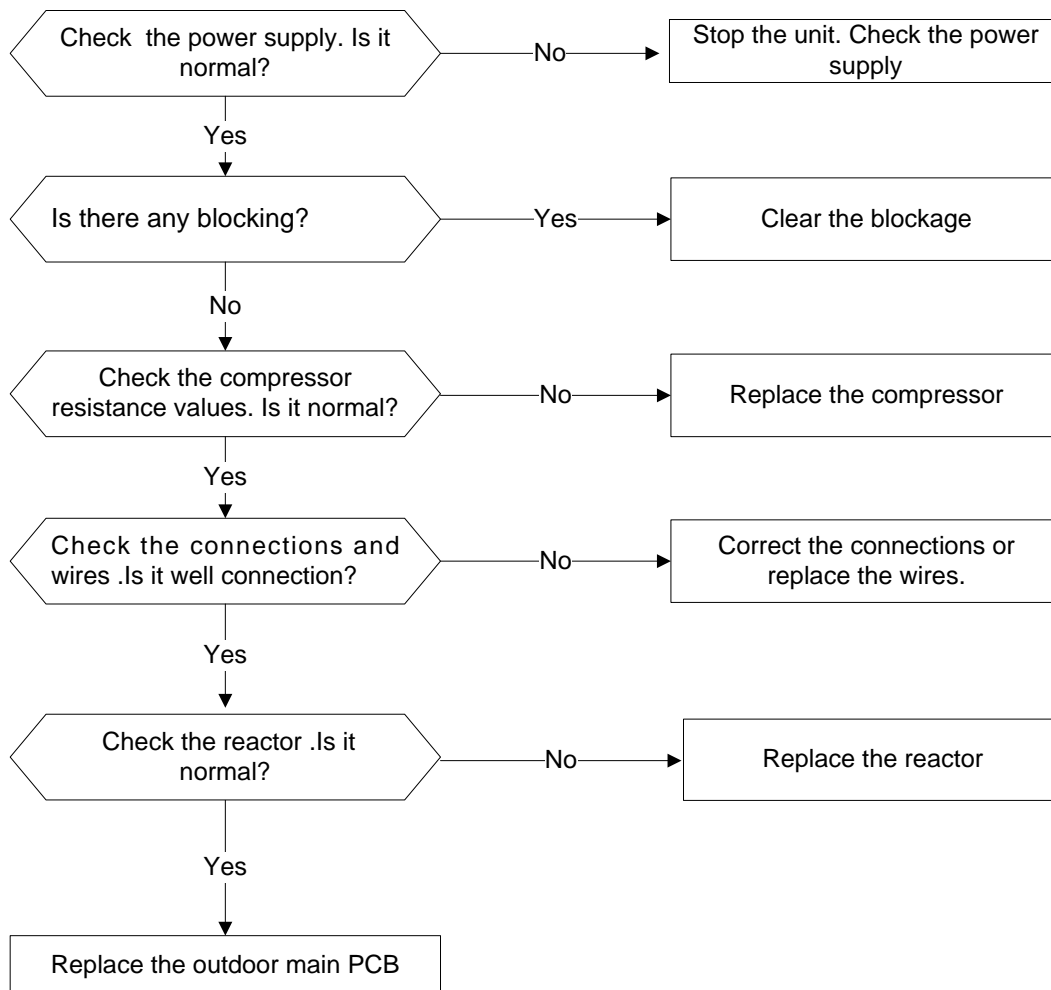 Check  the power supply. Is it
normal?
No
Stop the unit. Check the power
supply
Yes
Is there any blocking?
Yes
Clear the blockage
No
Check the compressor
resistance values. Is it normal?
No
Replace the compressor
Yes
Check the connections and
wires .Is it well connection?
No
Correct the connections or
replace the wires.
Yes
Check the reactor .Is it
normal?
No
Replace the reactor
Yes
Replace the outdoor main PCB